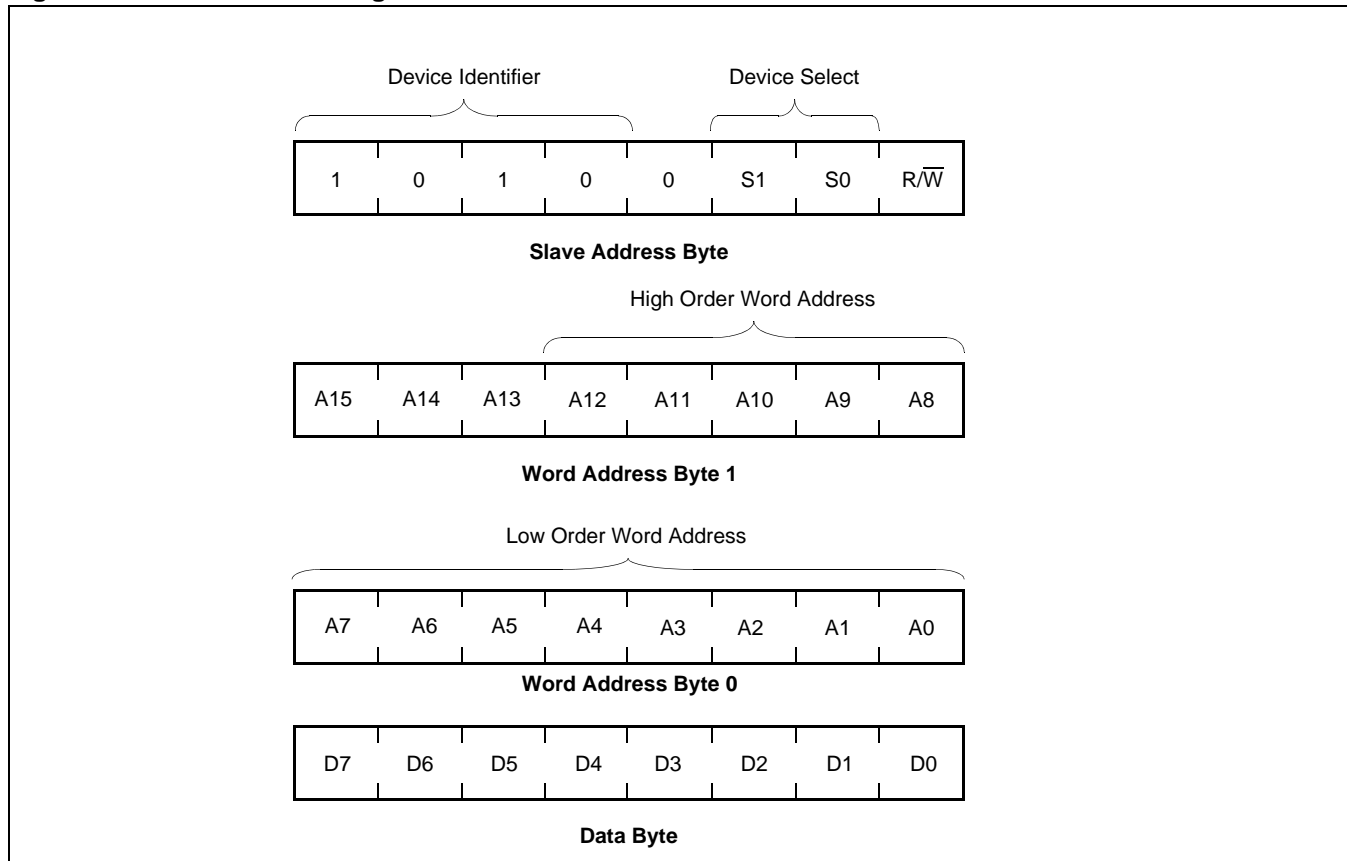 Device Identifier Device Select
1 0 1 0 0 S1 S0 R/W̅
Slave Address Byte
High Order Word Address
A15 A14 A13 A12 A11 A10 A9 A8
Word Address Byte 1
Low Order Word Address
A7 A6 A5 A4 A3 A2 A1 A0
Word Address Byte 0
D7 D6 D5 D4 D3 D2 D1 D0
Data Byte